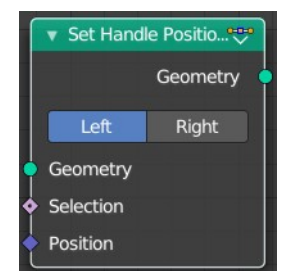 Set Handle Positio...
Geometry
Left Right
Geometry
Selection
Position